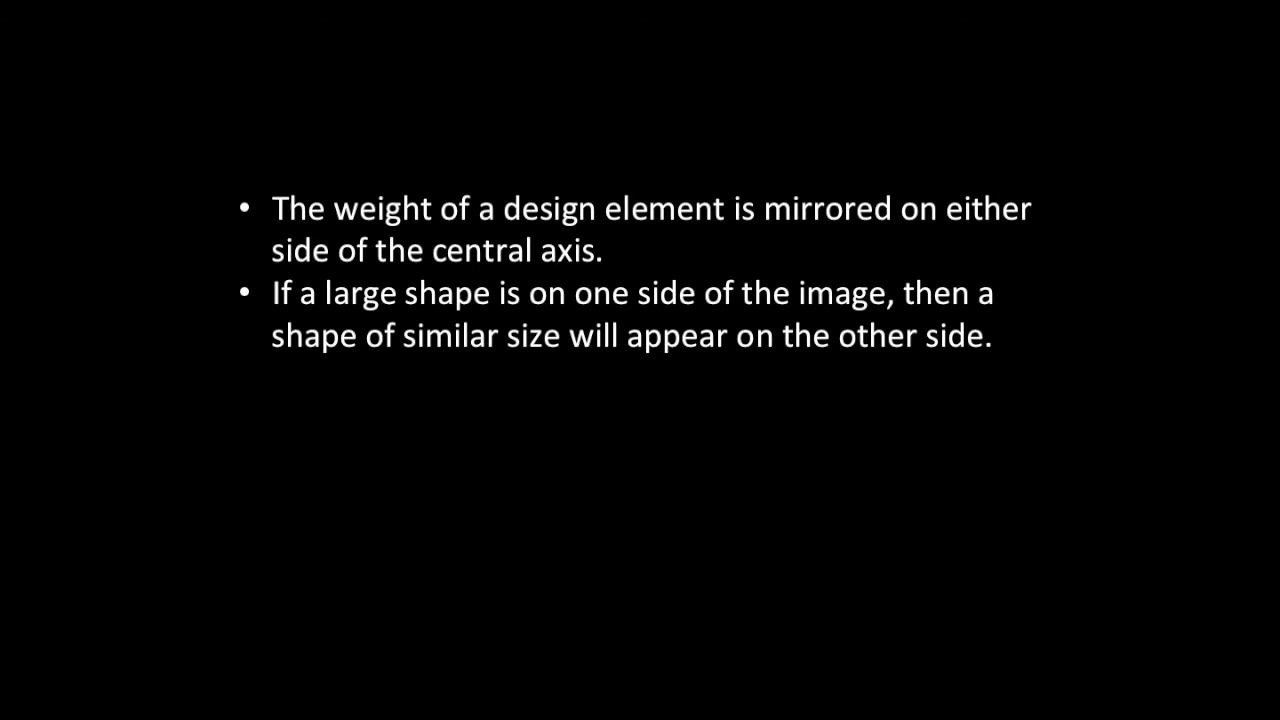 • The weight of a design element is mirrored on either
side of the central axis.
• If a large shape is on one side of the image, then a
shape of similar size will appear on the other side.